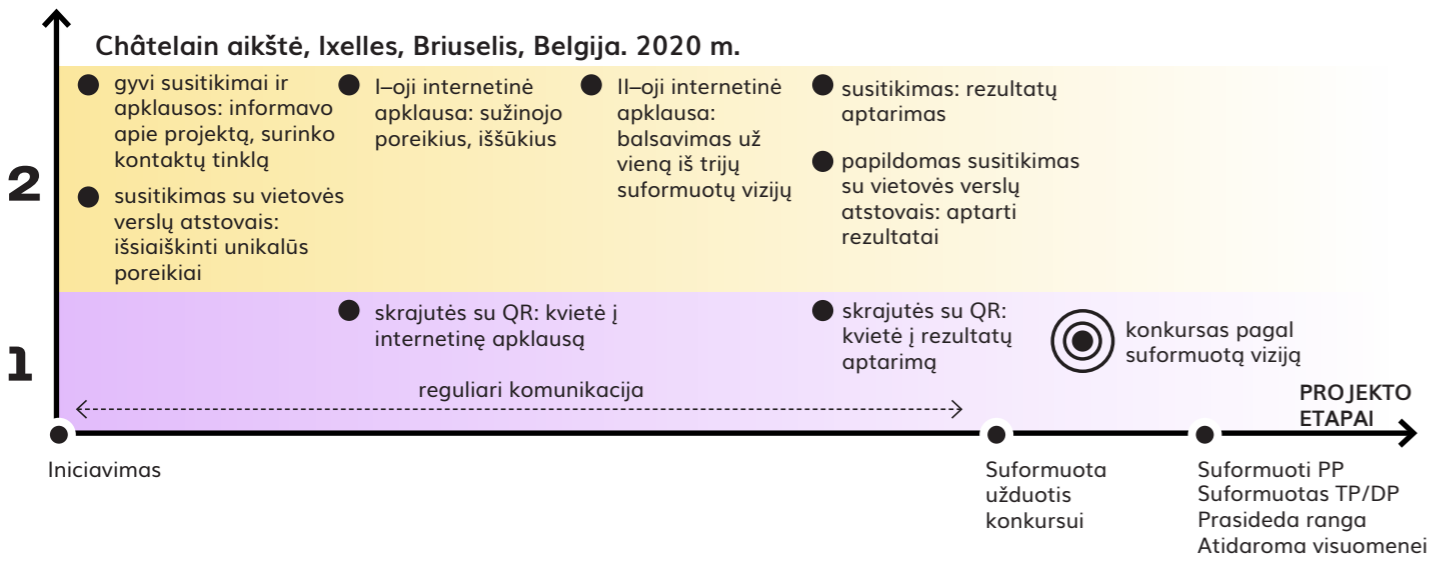 Châtelain aikštė, Ixelles, Briuselis, Belgija. 2020 m.
2
gyvi susitikimai ir
apklausos: informavo
apie projektą, surinko
kontaktų tinklą
susitikimas su vietovės
verslų atstovais:
išsiaiškinti unikalūs
poreikiai
I–oji internetinė
apklausa: sužinojo
poreikius, iššūkius
II–oji internetinė
apklausa:
balsavimas už
vieną iš trijų
suformuotų vizijų
susitikimas: rezultatų
aptarimas
papildomas susitikimas
su vietovės verslų
atstovais: aptarti
rezultatai
1
skrajutės su QR: kvietė į
internetinę apklausą
skrajutės su QR:
kvietė į rezultatų
aptarimą
konkursas pagal
suformuotą viziją
reguliari komunikacija
PROJEKTO
ETAPAI
Iniciavimas
Suformuota
užduotis
konkursui
Suformuoti PP
Suformuotas TP/DP
Prasideda ranga
Atidaroma visuomenei